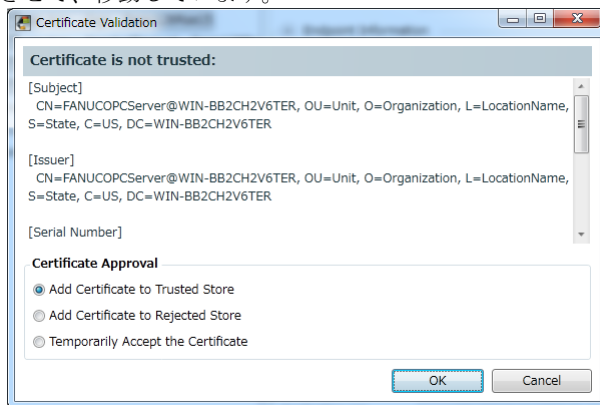 Certificate Validation
Certificate is not trusted:
[Subject]
CN=FANUCOPCServer@WIN-BB2CH2V6TER, OU=Unit, O=Organization, L=LocationName,
S=State, C=US, DC=WIN-BB2CH2V6TER
[Issuer]
CN=FANUCOPCServer@WIN-BB2CH2V6TER, OU=Unit, O=Organization, L=LocationName,
S=State, C=US, DC=WIN-BB2CH2V6TER
[Serial Number]
Certificate Approval
Add Certificate to Trusted Store
Add Certificate to Rejected Store
Temporarily Accept the Certificate
OK
Cancel